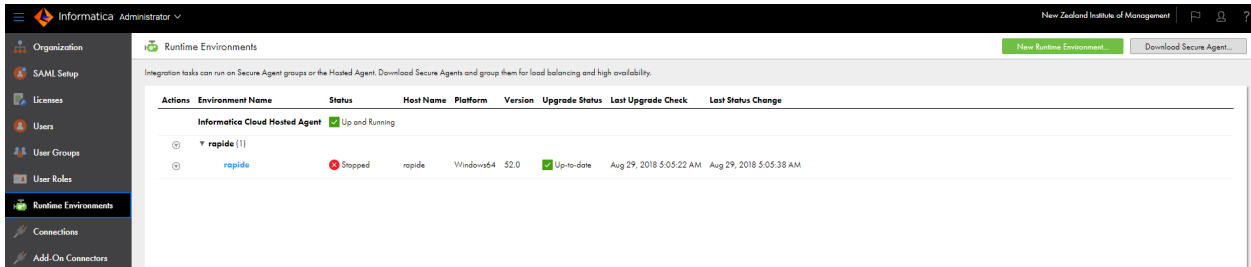 Informatica Administrator
New Zealand Institute of Management
?
Organization
SAML Setup
Licenses
Users
User Groups
User Roles
Runtime Environments
Connections
Add-On Connectors
Runtime Environments
New Runtime Environment...
Download Secure Agent...
Integration tasks can run on Secure Agent groups or the Hosted Agent. Download Secure Agents and group them for load balancing and high availability.
Actions Environment Name Status Host Name Platform Version Upgrade Status Last Upgrade Check Last Status Change
Informatica Cloud Hosted Agent Up and Running
rapide (1)
rapide Stopped rapide Windows64 52.0 Up-to-date Aug 29, 2018 5:05:22 AM Aug 29, 2018 5:05:38 AM